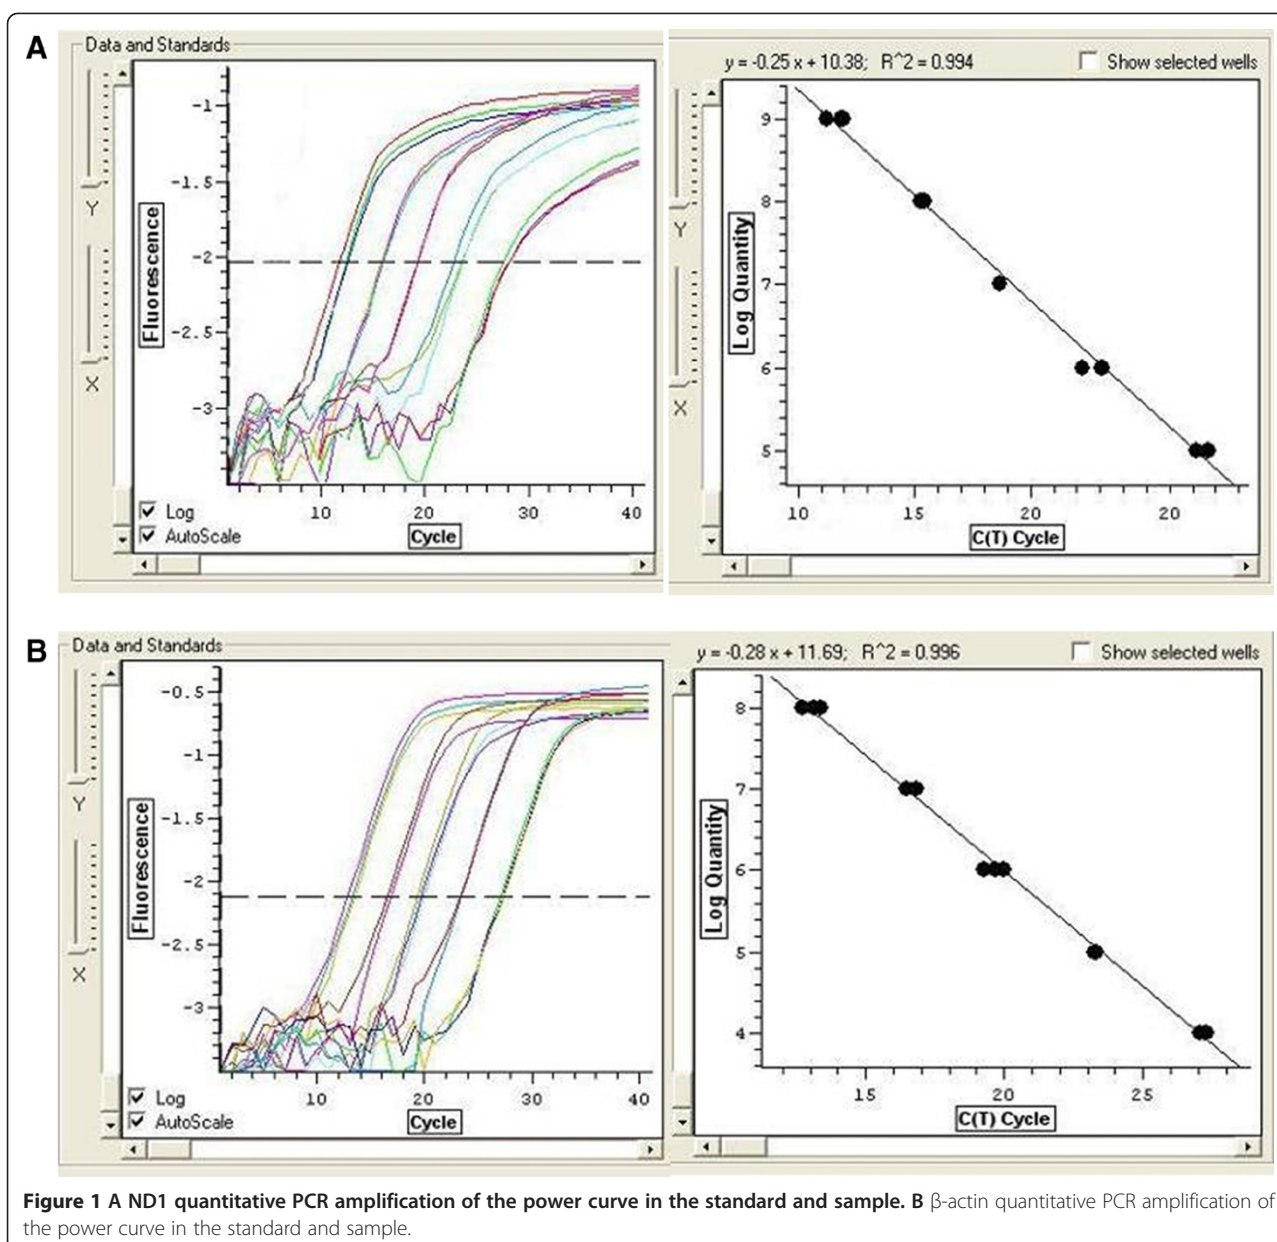 A
Data and Standards
-1
-1.5
-2
-2.5
-3
Fluorescence
Y
X
10 20 30 40
Log
AutoScale
Cycle
y = -0.25 x + 10.38; R^2 = 0.994
Show selected wells
9
8
7
6
5
Log Quantity
Y
X
10 15 20 20
C(T) Cycle
B
Data and Standards
-0.5
-1
-1.5
-2
-2.5
-3
Fluorescence
Y
X
10 20 30 40
Log
AutoScale
Cycle
y = -0.28 x + 11.69; R^2 = 0.996
Show selected wells
8
7
6
5
4
Log Quantity
15 20 25
C(T) Cycle
Figure 1 A ND1 quantitative PCR amplification of the power curve in the standard and sample. B β-actin quantitative PCR amplification of
the power curve in the standard and sample.